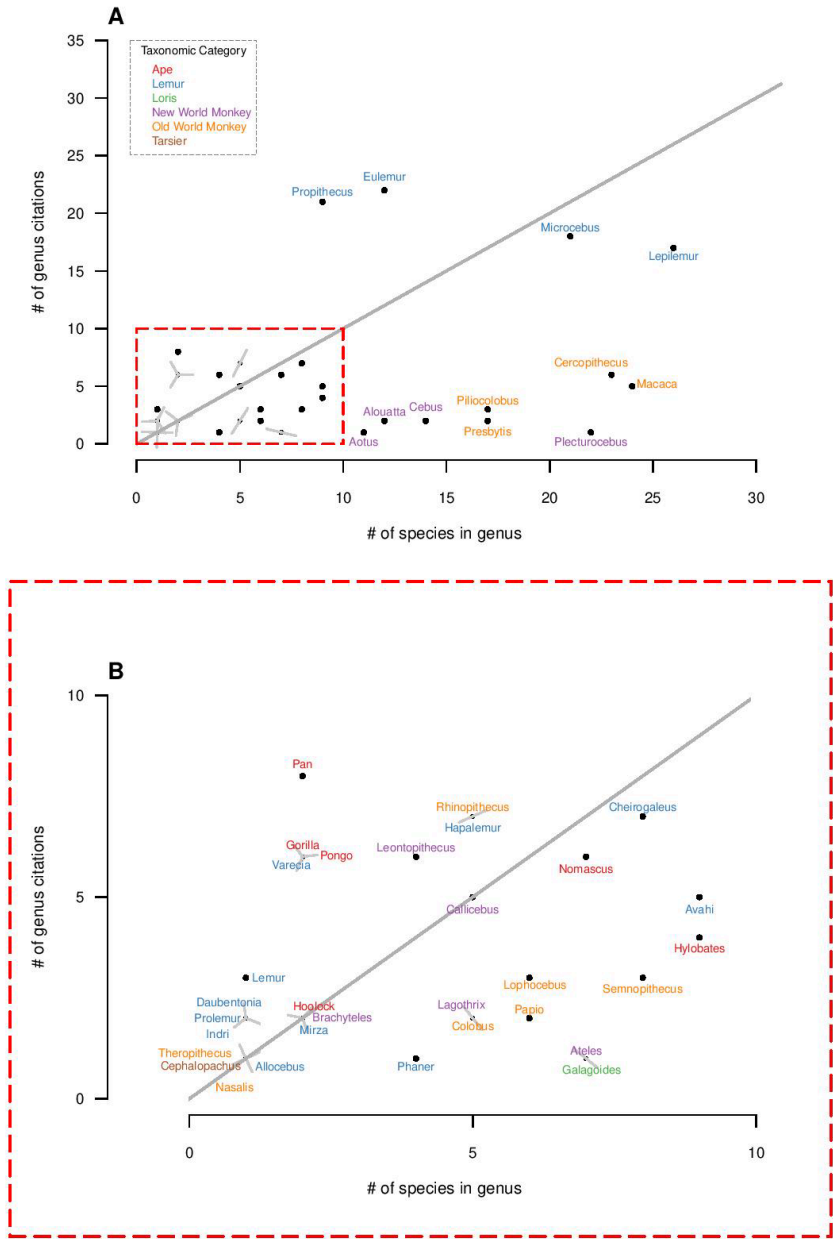 A
35
30
25
20
15
10
5
0
# of genus citations
Taxonomic Category
Ape
Lemur
Loris
New World Monkey
Old World Monkey
Tarsier
Eulemur
Propithecus
Microcebus
Lepilemur
Cercopithecus
Macaca
Piliocolobus
Cebus
Alouatta
Presbytis
Aotus
Plecturocebus
0 5 10 15 20 25 30
# of species in genus
B
10
5
0
# of genus citations
Pan
Rhinopithecus
Cheirogaleus
Hapalemur
Gorilla
Leontopithecus
Pongo
Varecia
Nomascus
Callicebus
Avahi
Hylobates
Lemur
Lophocebus
Semnopithecus
Daubentonia
Hoolock
Lagothrix
Papio
Prolemur
Brachyteles
Colobus
Mirza
Indri
Theropithecus
Ateles
Cephalopachus
Allocebus
Phaner
Galagoides
Nasalis
0 5 10
# of species in genus